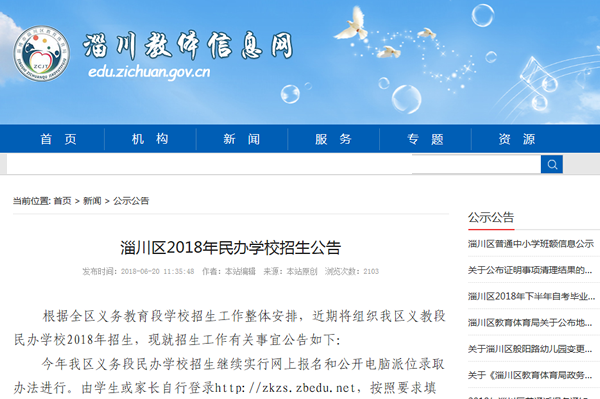 淄川教体信息网
edu.zichuan.gov.cn
ZCJT
首 页 机 构 新 闻 服 务 专 题 资 源
当前位置: 首页 > 新闻 > 公示公告
淄川区2018年民办学校招生公告
发布时间：2018-06-20 11:35:48 作者：本站编辑 来源：本站原创 浏览次数：2103
根据全区义务教育段学校招生工作整体安排，近期将组织我区义教段
民办学校2018年招生，现就招生工作有关事宜公告如下：
今年我区义务段民办学校招生继续实行网上报名和公开电脑派位录取
办法进行。由学生或家长自行登录http://zkzs.zbedu.net，按照要求填
公示公告
淄川区普通中小学班额信息公示
关于公布证明事项清理结果的...
淄川区2018年下半年自考毕业...
淄川区教育体育局关于公布地...
关于淄川区般阳路幼儿园变更...
关于《淄川区教育体育局政务...